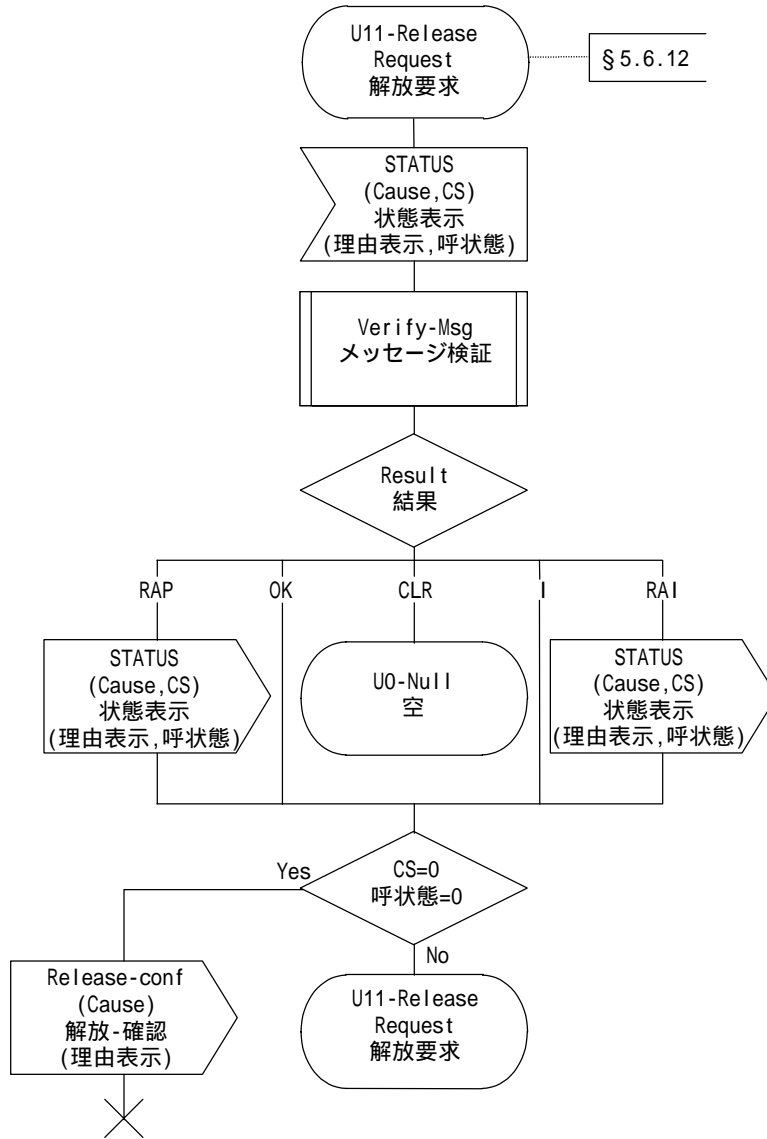 U11-Release
Request
解放要求
§5.6.12
STATUS
(Cause,CS)
状態表示
(理由表示,呼状態)
Verify-Msg
メッセージ検証
Result
結果
RAP
OK
CLR
I
RAI
STATUS
(Cause,CS)
状態表示
(理由表示,呼状態)
U0-Null
空
STATUS
(Cause,CS)
状態表示
(理由表示,呼状態)
CS=0
呼状態=0
Yes
No
Release-conf
(Cause)
解放-確認
(理由表示)
U11-Release
Request
解放要求